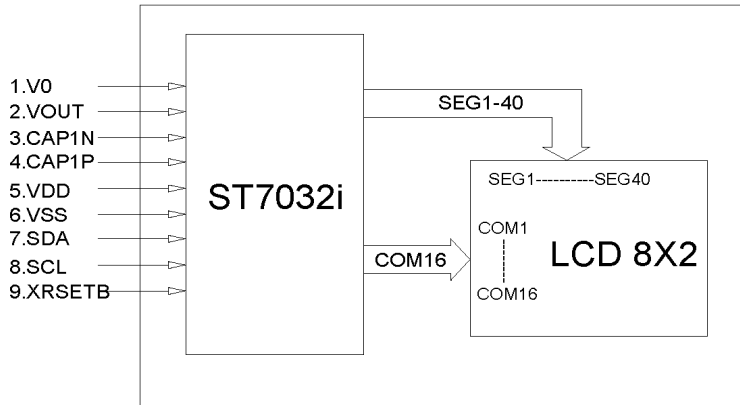 1.V0
2.VOUT
3.CAP1N
4.CAP1P
5.VDD
6.VSS
7.SDA
8.SCL
9.XRSETB
ST7032i
SEG1-40
COM16
SEG1----------SEG40
COM1
COM16
LCD 8X2